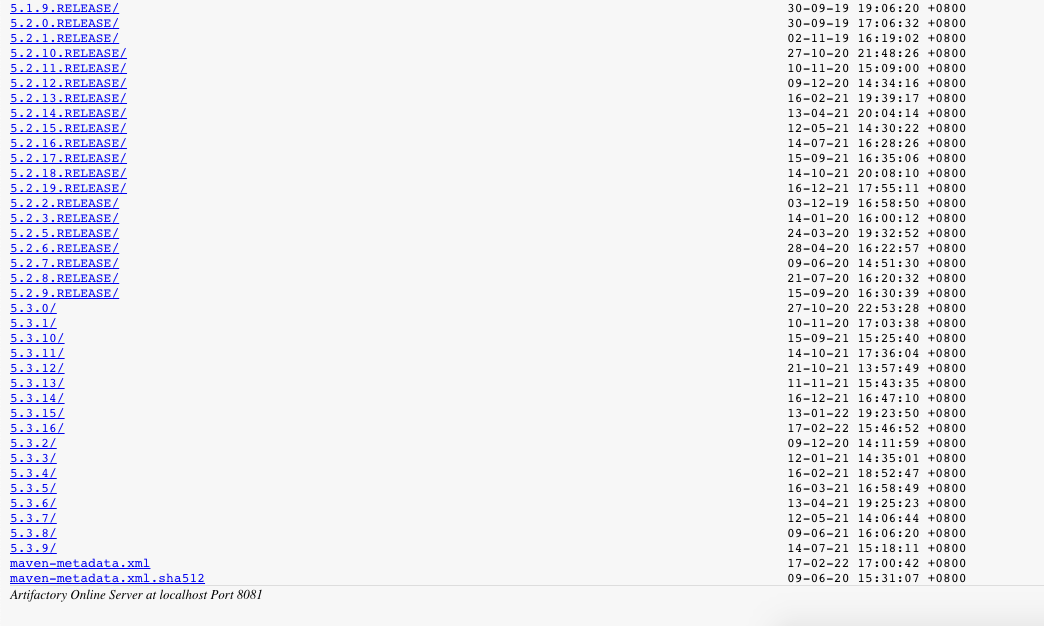 5.1.9.RELEASE/ 30-09-19 19:06:20 +0800
5.2.0.RELEASE/ 30-09-19 17:06:32 +0800
5.2.1.RELEASE/ 02-11-19 16:19:02 +0800
5.2.10.RELEASE/ 27-10-20 21:48:26 +0800
5.2.11.RELEASE/ 10-11-20 15:09:00 +0800
5.2.12.RELEASE/ 09-12-20 14:34:16 +0800
5.2.13.RELEASE/ 16-02-21 19:39:17 +0800
5.2.14.RELEASE/ 13-04-21 20:04:14 +0800
5.2.15.RELEASE/ 12-05-21 14:30:22 +0800
5.2.16.RELEASE/ 14-07-21 16:28:26 +0800
5.2.17.RELEASE/ 15-09-21 16:35:06 +0800
5.2.18.RELEASE/ 14-10-21 20:08:10 +0800
5.2.19.RELEASE/ 16-12-21 17:55:11 +0800
5.2.2.RELEASE/ 03-12-19 16:58:50 +0800
5.2.3.RELEASE/ 14-01-20 16:00:12 +0800
5.2.5.RELEASE/ 24-03-20 19:32:52 +0800
5.2.6.RELEASE/ 28-04-20 16:22:57 +0800
5.2.7.RELEASE/ 09-06-20 14:51:30 +0800
5.2.8.RELEASE/ 21-07-20 16:20:32 +0800
5.2.9.RELEASE/ 15-09-20 16:30:39 +0800
5.3.0/ 27-10-20 22:53:28 +0800
5.3.1/ 10-11-20 17:03:38 +0800
5.3.10/ 15-09-21 15:25:40 +0800
5.3.11/ 14-10-21 17:36:04 +0800
5.3.12/ 21-10-21 13:57:49 +0800
5.3.13/ 11-11-21 15:43:35 +0800
5.3.14/ 16-12-21 16:47:10 +0800
5.3.15/ 13-01-22 19:23:50 +0800
5.3.16/ 17-02-22 15:46:52 +0800
5.3.2/ 09-12-20 14:11:59 +0800
5.3.3/ 12-01-21 14:35:01 +0800
5.3.4/ 16-02-21 18:52:47 +0800
5.3.5/ 16-03-21 16:58:49 +0800
5.3.6/ 13-04-21 19:25:23 +0800
5.3.7/ 12-05-21 14:06:44 +0800
5.3.8/ 09-06-21 16:06:20 +0800
5.3.9/ 14-07-21 15:18:11 +0800
maven-metadata.xml 17-02-22 17:00:42 +0800
maven-metadata.xml.sha512 09-06-20 15:31:07 +0800
Artifactory Online Server at localhost Port 8081